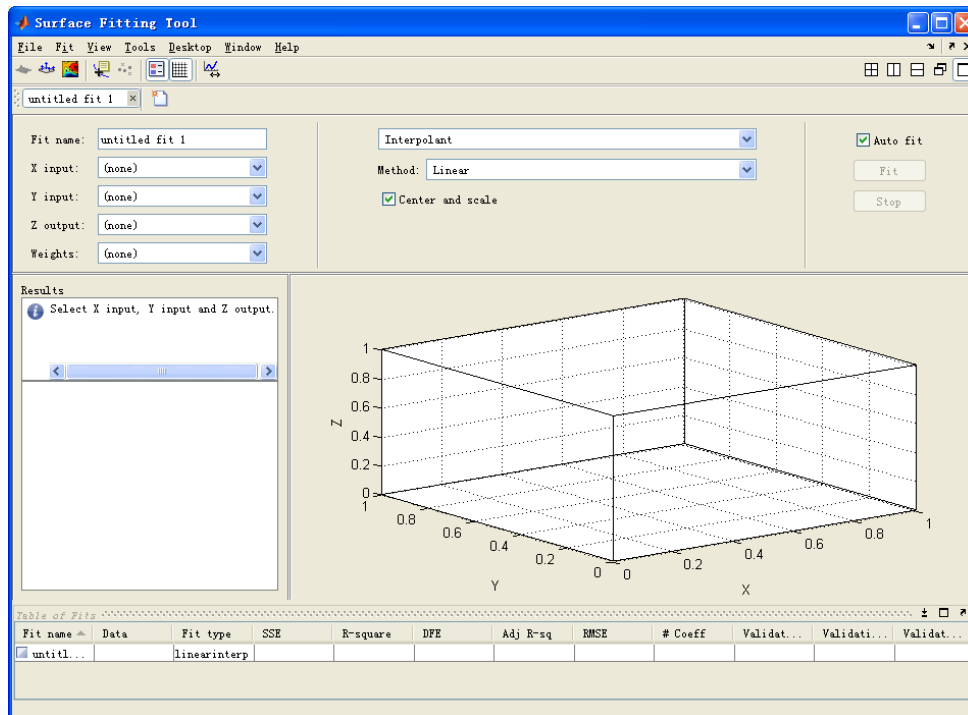 Surface Fitting Tool
File Fit View Tools Desktop Window Help
untitled fit 1
Fit name: untitled fit 1
X input: (none)
Y input: (none)
Z output: (none)
Weights: (none)
Interpolant
Method: Linear
Center and scale
Auto fit
Fit
Stop
Results
Select X input, Y input and Z output.
1
0.8
0.6
0.4
0.2
0
Z
1
0.8
0.6
0.4
0.2
0
Y
0
0.2
0.4
0.6
0.8
1
X
Table of Fits
Fit name Data Fit type SSE R-square DFE Adj R-sq RMSE # Coeff Validat... Validati... Validat...
untitl... linearinterp